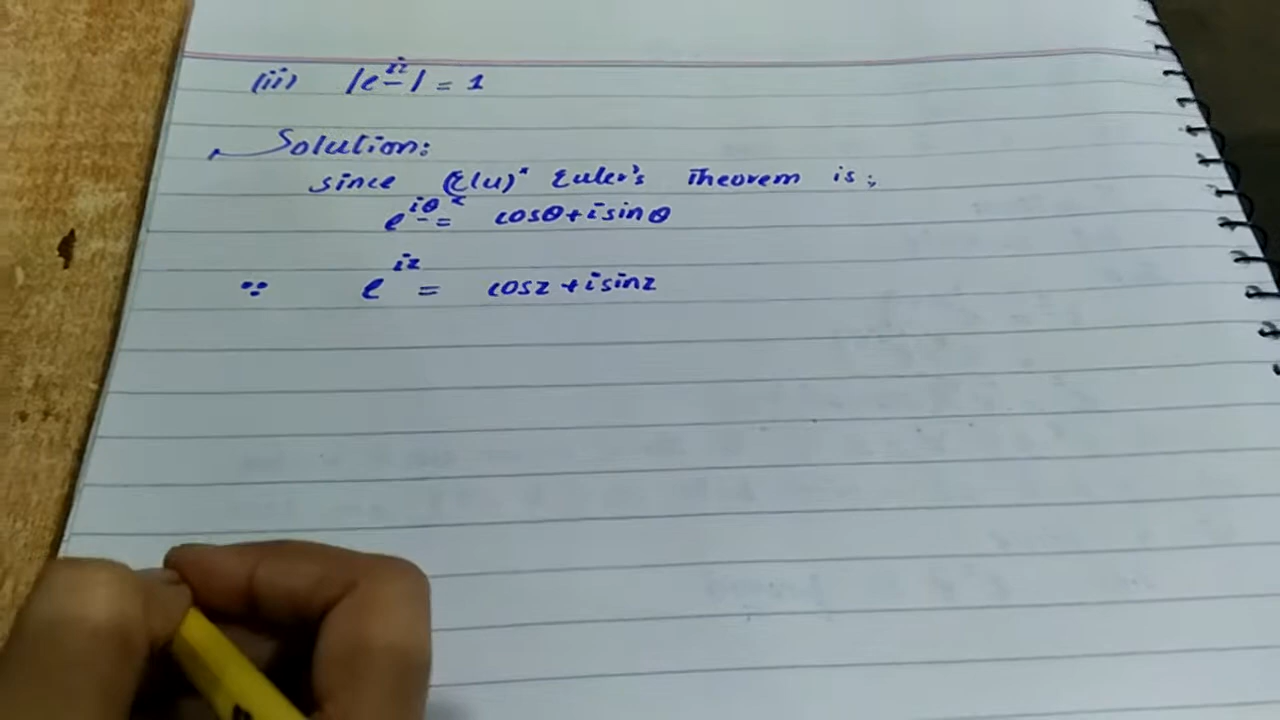 (ii) |e^{iz}| = 1
Solution:
since Euler's Theorem is;
e^{iθ} = cosθ+isinθ
∵ e^{iz} = cosz+isinz